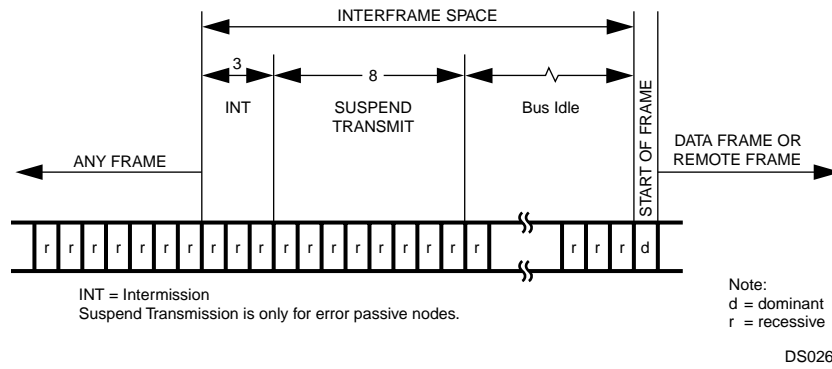 INTERFRAME SPACE
3
8
INT
SUSPEND
TRANSMIT
Bus Idle
START OF FRAME
ANY FRAME
DATA FRAME OR
REMOTE FRAME
r r r r r r r r r r r r r r r r r r r r r r d
INT = Intermission
Suspend Transmission is only for error passive nodes.
Note:
d = dominant
r = recessive
DS026